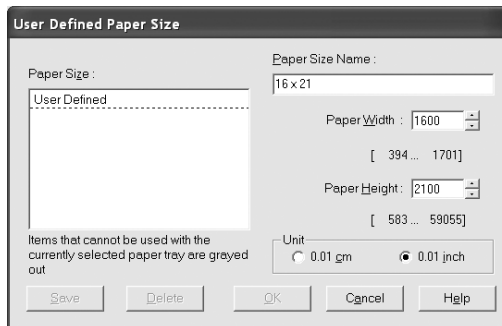 User Defined Paper Size
Paper Size :
User Defined
Items that cannot be used with the
currently selected paper tray are grayed
out
Paper Size Name :
16 x 21
Paper Width : 1600
[ 394 ... 1701]
Paper Height : 2100
[ 583 ... 59055]
Unit
0.01 cm 0.01 inch
Save Delete OK Cancel Help